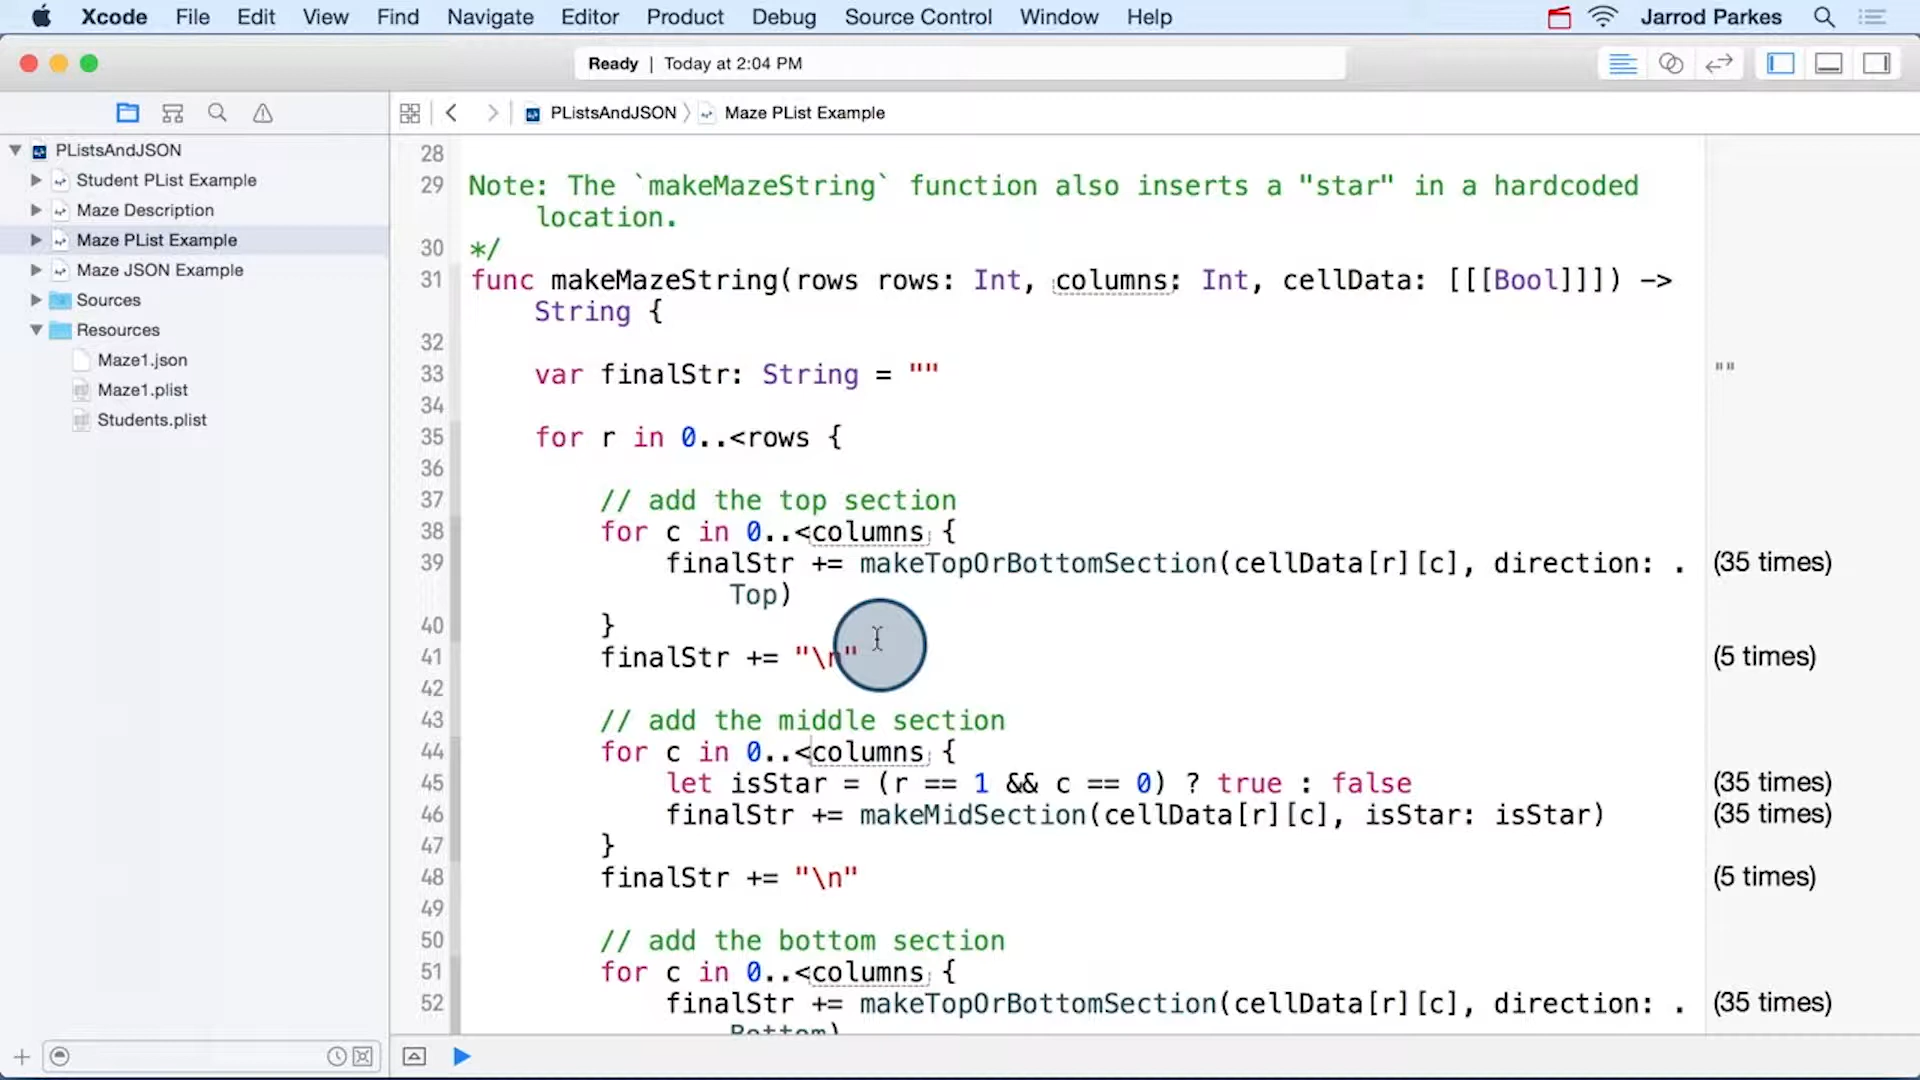 Xcode File Edit View Find Navigate Editor Product Debug Source Control Window Help Jarrod Parkes
Ready | Today at 2:04 PM
PListsAndJSON Maze PList Example
PListsAndJSON
Student PList Example
Maze Description
Maze PList Example
Maze JSON Example
Sources
Resources
Maze1.json
Maze1.plist
Students.plist
28
29 Note: The `makeMazeString` function also inserts a "star" in a hardcoded
location.
30 */
31 func makeMazeString(rows rows: Int, columns: Int, cellData: [[[Bool]]]) ->
String {
32
33 var finalStr: String = "" ""
34
35 for r in 0..<rows {
36
37 // add the top section
38 for c in 0..<columns {
39 finalStr += makeTopOrBottomSection(cellData[r][c], direction: . (35 times)
Top)
40 }
41 finalStr += "\n" (5 times)
42
43 // add the middle section
44 for c in 0..<columns {
45 let isStar = (r == 1 && c == 0) ? true : false (35 times)
46 finalStr += makeMidSection(cellData[r][c], isStar: isStar) (35 times)
47 }
48 finalStr += "\n" (5 times)
49
50 // add the bottom section
51 for c in 0..<columns {
52 finalStr += makeTopOrBottomSection(cellData[r][c], direction: . (35 times)
Bottom)